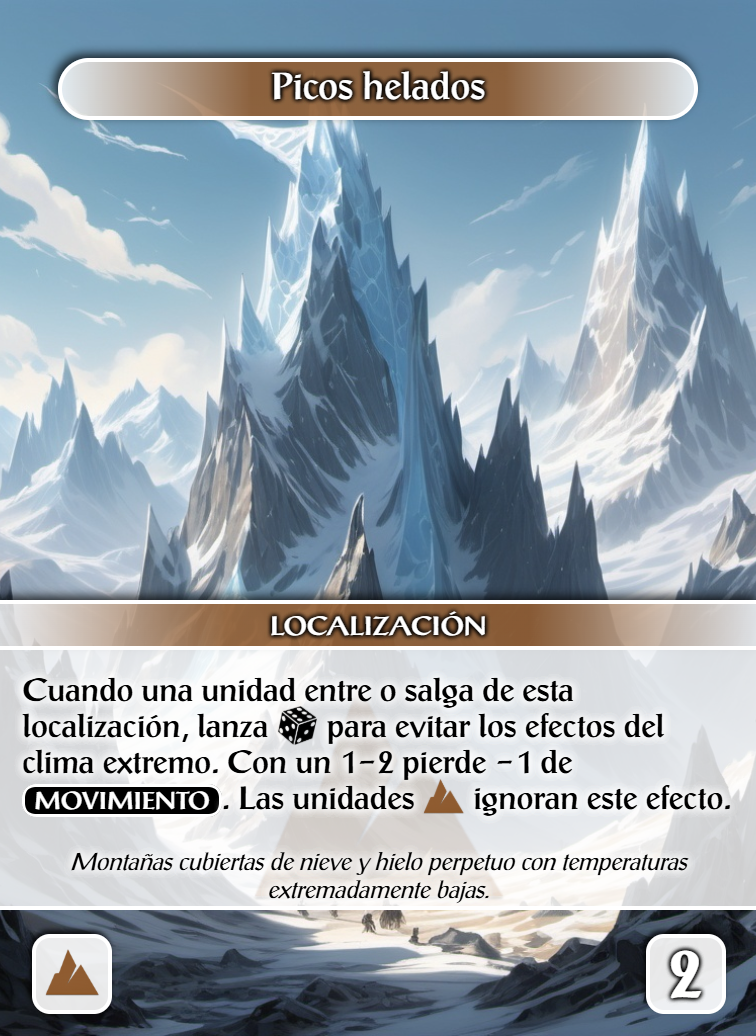 Picos helados
LOCALIZACIÓN
Cuando una unidad entre o salga de esta
localización, lanza para evitar los efectos del
clima extremo. Con un 1-2 pierde -1 de
MOVIMIENTO. Las unidades ignoran este efecto.
Montañas cubiertas de nieve y hielo perpetuo con temperaturas
extremadamente bajas.
2